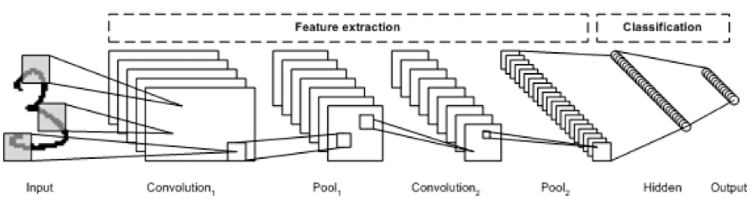 Feature extraction Classification
Input Convolution₁ Pool₁ Convolution₂ Pool₂ Hidden Output